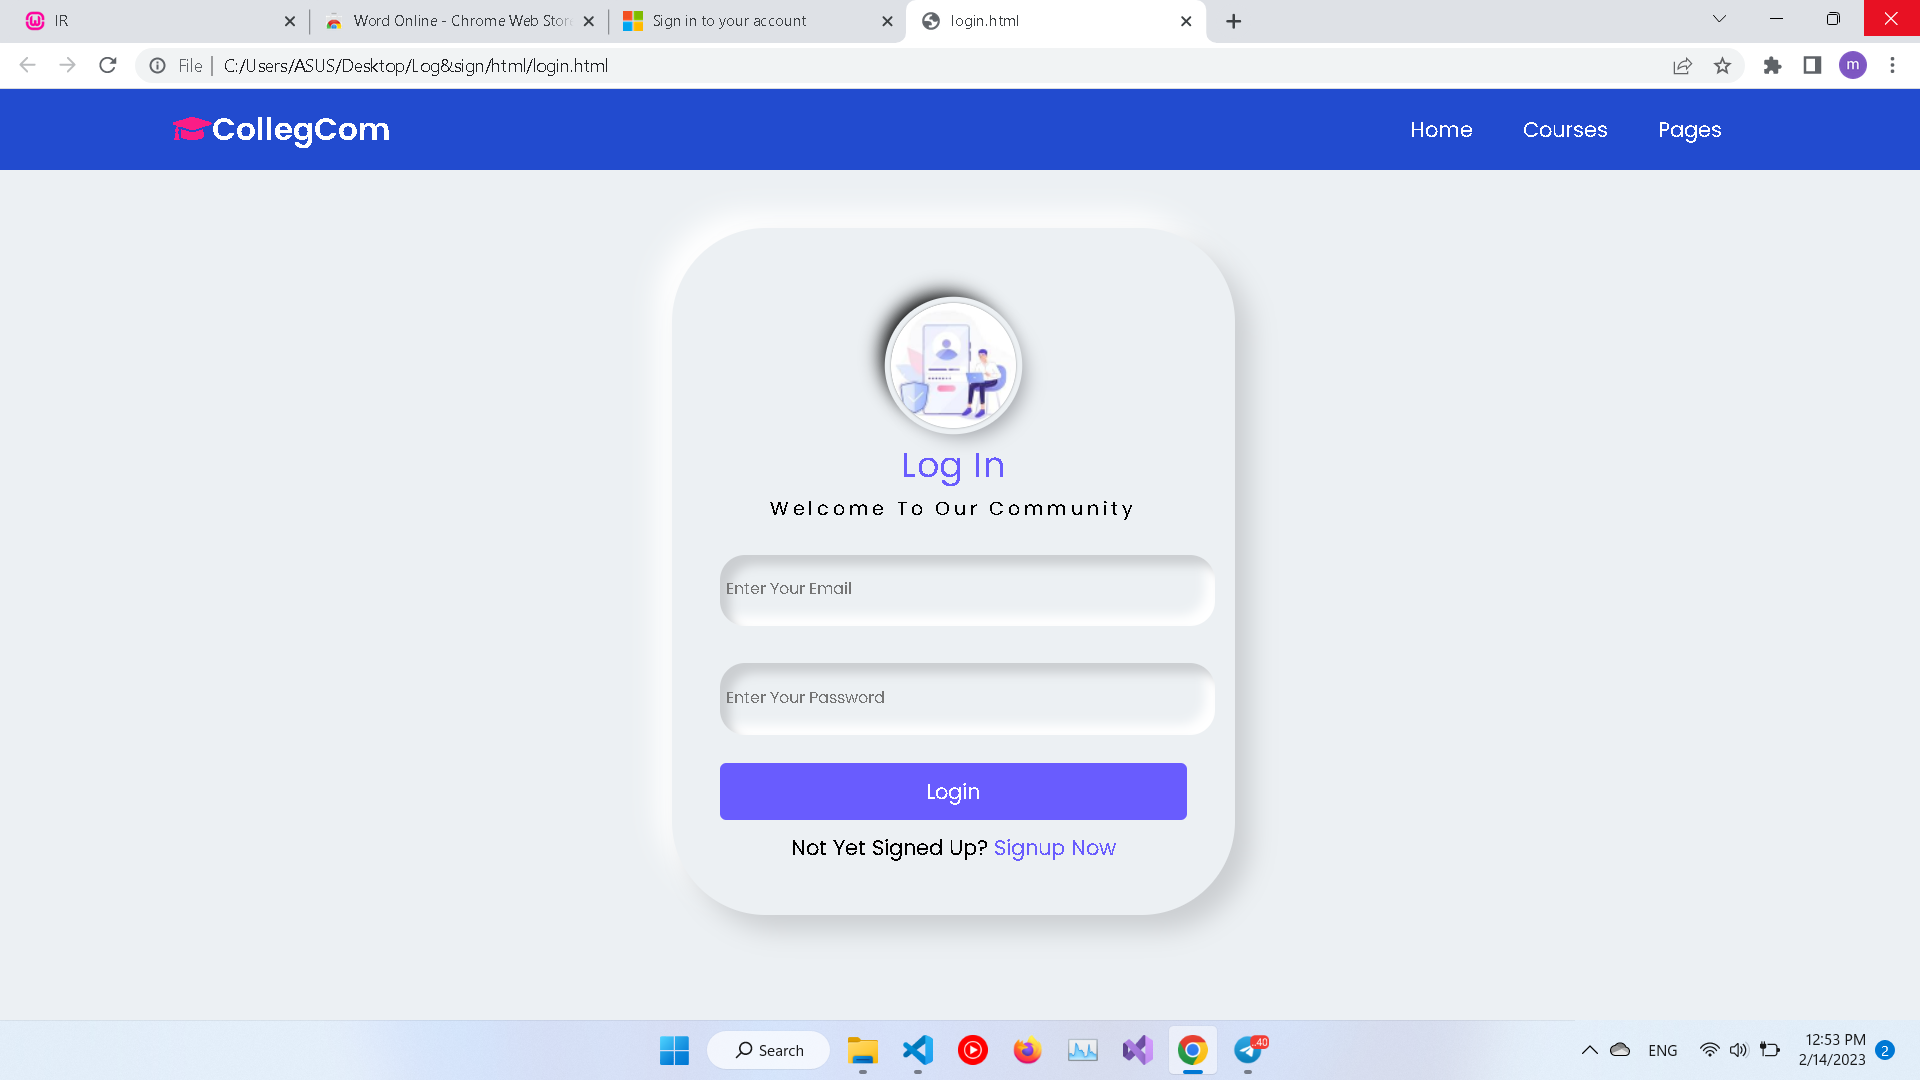 IR
Word Online - Chrome Web Stor
Sign in to your account
login.html
File
C:/Users/ASUS/Desktop/Log&sign/html/login.html
m
CollegCom
Home
Courses
Pages
Log In
Welcome To Our Community
Enter Your Email
Enter Your Password
Login
Not Yet Signed Up? Signup Now
Search
..40
ENG
12:53 PM
2/14/2023
2